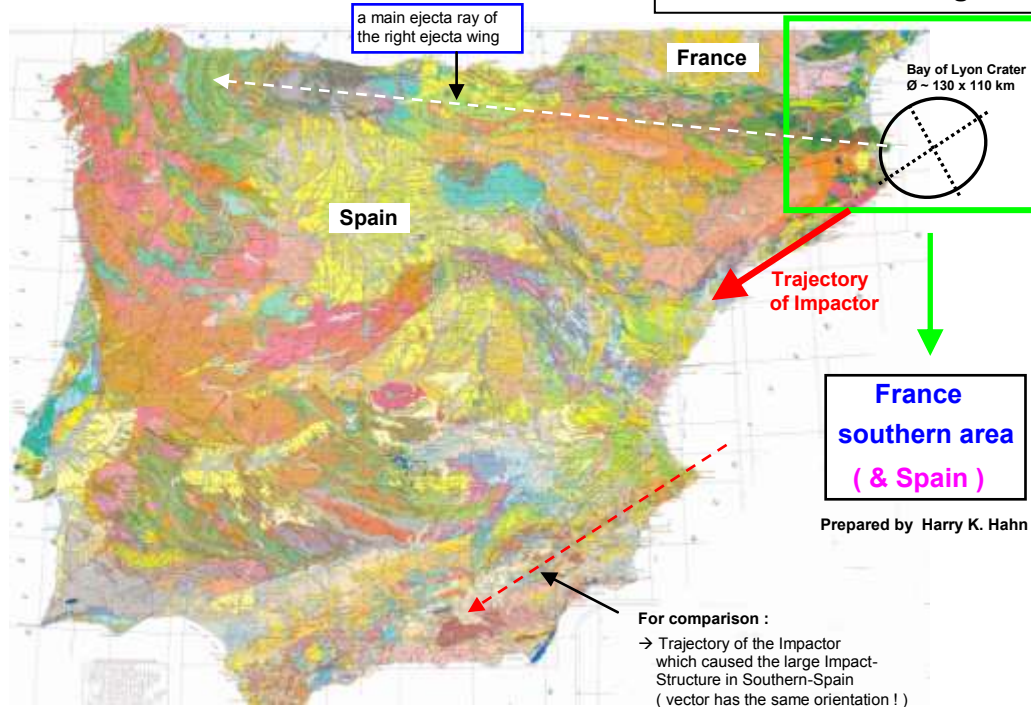 a main ejecta ray of
the right ejecta wing
France
Bay of Lyon Crater
Ø ~ 130 x 110 km
Spain
Trajectory
of Impactor
France
southern area
( & Spain )
Prepared by Harry K. Hahn
For comparison :
→ Trajectory of the Impactor
which caused the large Impact-
Structure in Southern-Spain
( vector has the same orientation ! )